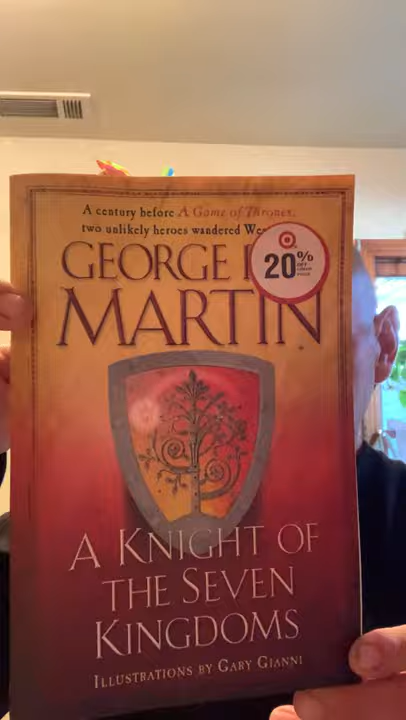 A century before A Game of Thrones,
two unlikely heroes wandered
GEORGE
MARTIN
20%
OFF
A KNIGHT OF
THE SEVEN
KINGDOMS
ILLUSTRATIONS BY GARY GIANNI